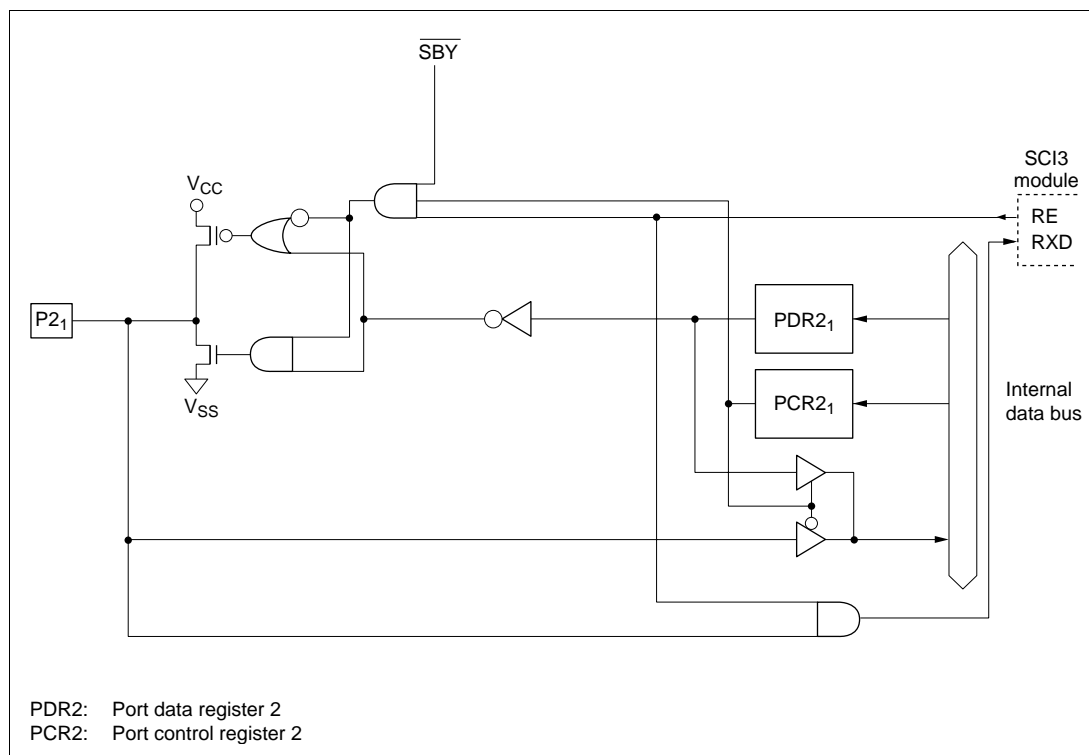 SBY
SCI3
module
VCC
RE
RXD
P21
PDR21
PCR21
Internal
data bus
VSS
PDR2: Port data register 2
PCR2: Port control register 2